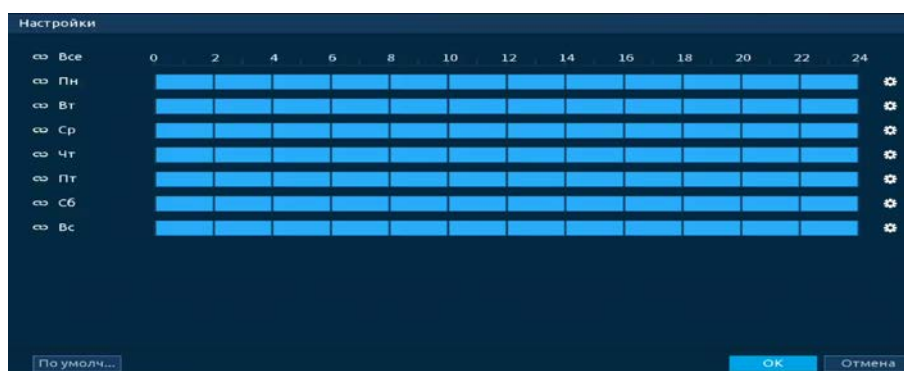 Настройки
Все 0 2 4 6 8 10 12 14 16 18 20 22 24
Пн
Вт
Ср
Чт
Пт
Сб
Вс
По умолч... OK Отмена